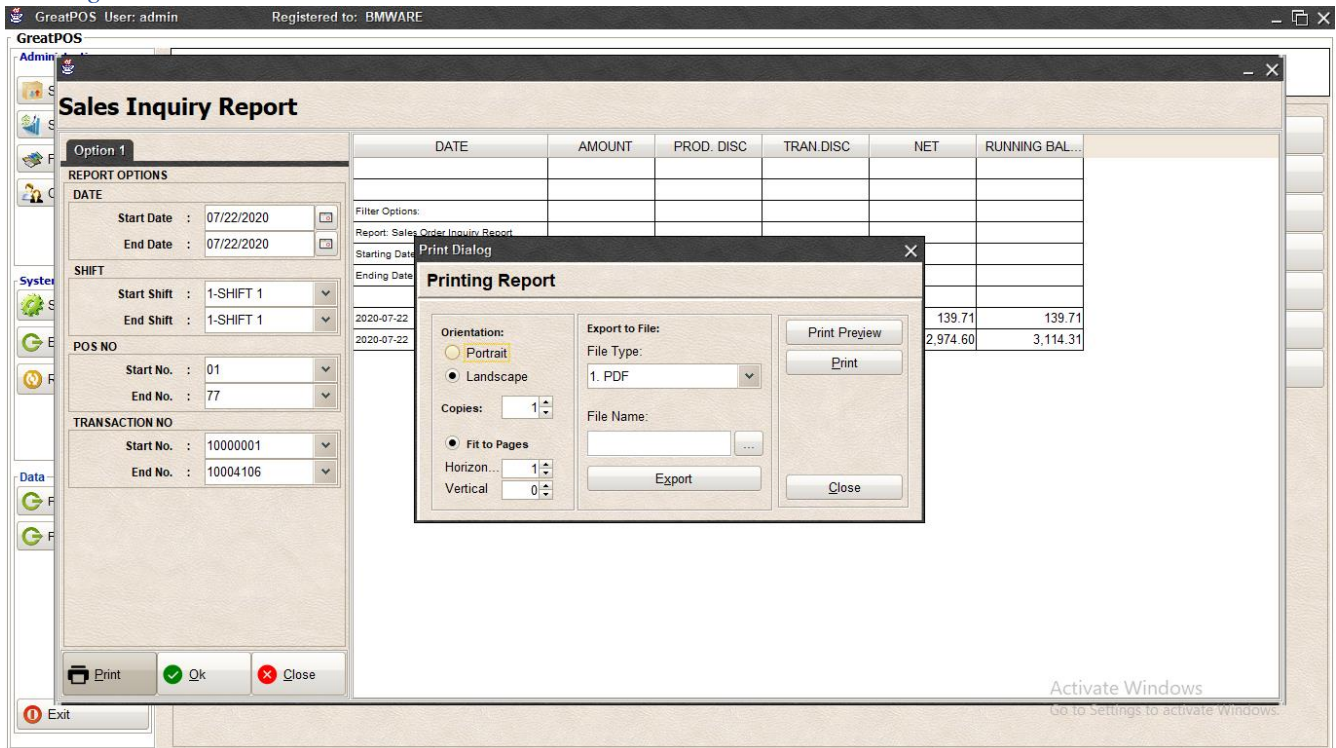 GreatPOS User: admin Registered to: BMWARE
GreatPOS
Sales Inquiry Report
Option 1
REPORT OPTIONS
DATE
Start Date : 07/22/2020
End Date : 07/22/2020
SHIFT
Start Shift : 1-SHIFT 1
End Shift : 1-SHIFT 1
POS NO
Start No. : 01
End No. : 77
TRANSACTION NO
Start No. : 10000001
End No. : 10004106
Print Ok Close
DATE AMOUNT PROD. DISC TRAN.DISC NET RUNNING BAL...
Filter Options:
Report: Sales Order Inquiry Report
Starting Date
Ending Date
2020-07-22 139.71 139.71
2020-07-22 2,974.60 3,114.31
Print Dialog
Printing Report
Orientation:
Portrait
Landscape
Copies: 1
Fit to Pages
Horizon... 1
Vertical 0
Export to File:
File Type:
1. PDF
File Name:
...
Export
Print Preview
Print
Close
Data
Exit
Activate Windows
Go to Settings to activate Windows.